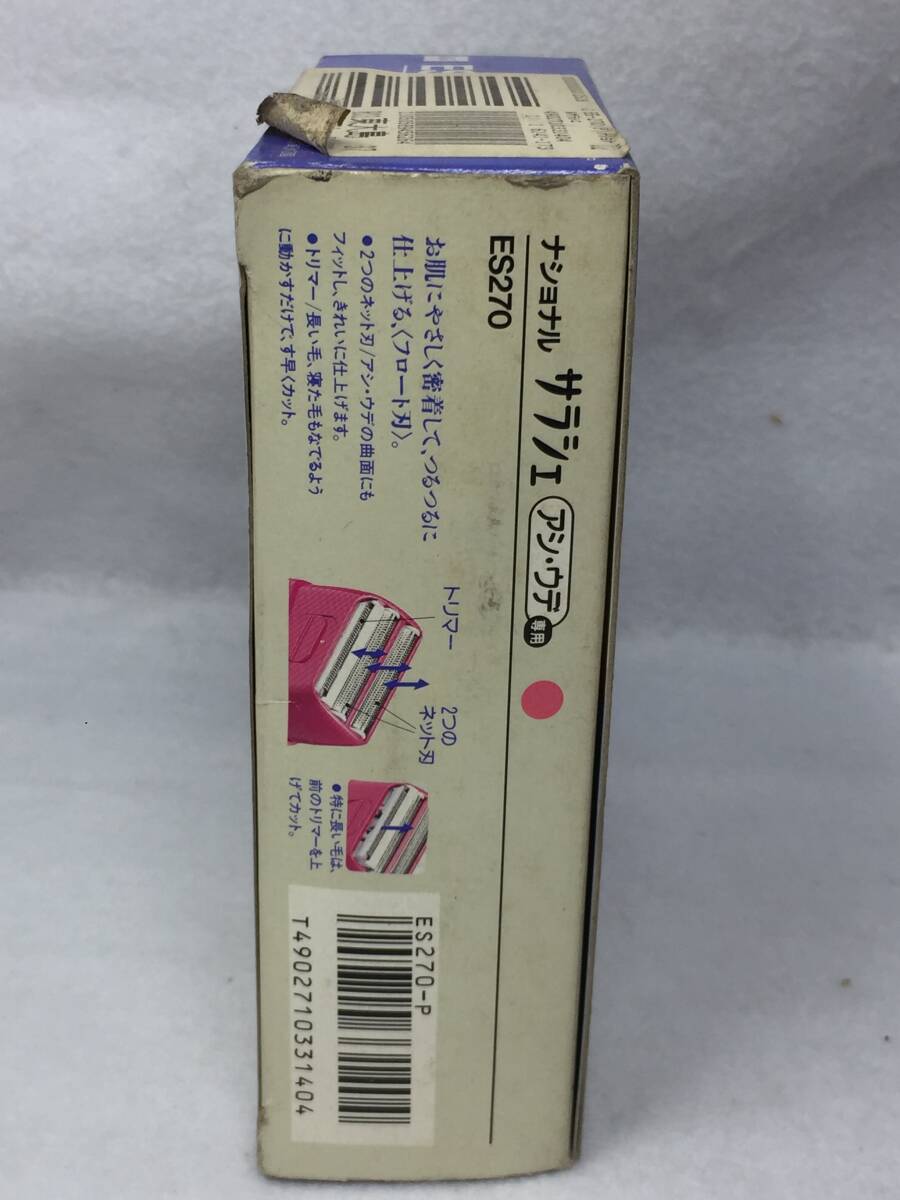 ナショナル サラシェ アシ・ウデ 専用
ES270
お肌にやさしく密着して、つるつるに
仕上げる、〈フロート刃〉。
●2つのネット刃/アシ・ウデの曲面にも
フィットし、きれいに仕上げます。
●トリマー/長い毛、寝た毛もなでるよう
に動かすだけで、す早くカット。
トリマー
2つの
ネット刃
●特に長い毛は、
前のトリマーを上
げてカット。
ES270-P
T4902710331404